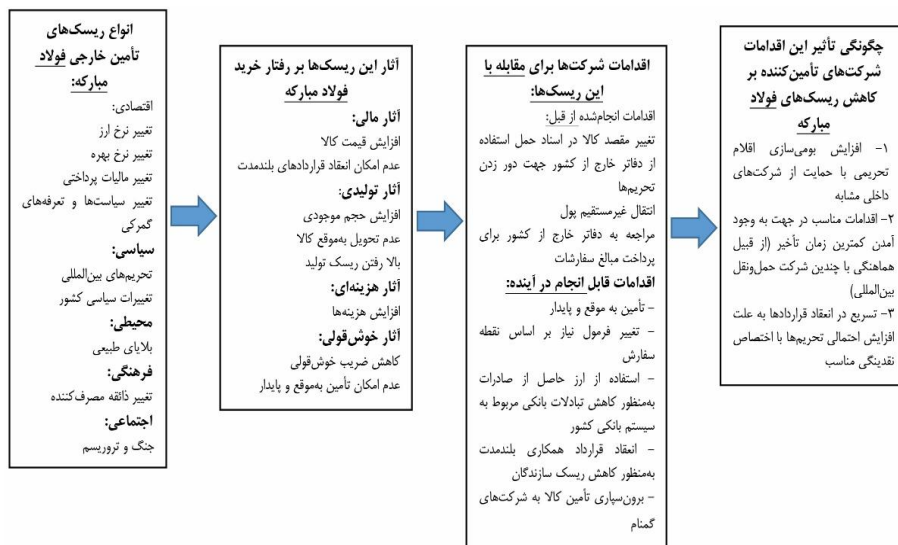 انواع ریسک‌های
تأمین خارجی فولاد
مبارکه:
اقتصادی:
تغییر نرخ ارز
تغییر نرخ بهره
تغییر مالیات پرداختی
تغییر سیاست‌ها و تعرفه‌های
گمرکی
سیاسی:
تحریم‌های بین‌المللی
تغییرات سیاسی کشور
محیطی:
بلایای طبیعی
فرهنگی:
تغییر ذائقه مصرف‌کننده
اجتماعی:
جنگ و تروریسم
آثار این ریسک‌ها بر رفتار خرید
فولاد مبارکه
آثار مالی:
افزایش قیمت کالا
عدم امکان انعقاد قراردادهای بلندمدت
آثار تولیدی:
افزایش حجم موجودی
عدم تحویل به‌موقع کالا
بالا رفتن ریسک تولید
آثار هزینه‌ای:
افزایش هزینه‌ها
آثار خوش‌قولی:
کاهش ضریب خوش‌قولی
عدم امکان تأمین به‌موقع و پایدار
اقدامات شرکت‌ها برای مقابله با
این ریسک‌ها:
اقدامات انجام‌شده از قبل:
تغییر مقصد کالا در اسناد حمل استفاده
از دفاتر خارج از کشور جهت دور زدن
تحریم‌ها
انتقال غیرمستقیم پول
مراجعه به دفاتر خارج از کشور برای
پرداخت مبالغ سفارشات
اقدامات قابل انجام در آینده:
- تأمین به موقع و پایدار
- تغییر فرمول نیاز بر اساس نقطه
سفارش
- استفاده از ارز حاصل از صادرات
به‌منظور کاهش تبادلات بانکی مربوط به
سیستم بانکی کشور
- انعقاد قرارداد همکاری بلندمدت
به‌منظور کاهش ریسک سازندگان
- برون‌سپاری تأمین کالا به شرکت‌های
گمنام
چگونگی تأثیر این اقدامات
شرکت‌های تأمین‌کننده بر
کاهش ریسک‌های فولاد
مبارکه
۱- افزایش بومی‌سازی اقلام
تحریمی با حمایت از شرکت‌های
داخلی مشابه
۲- اقدامات مناسب در جهت به وجود
آمدن کمترین زمان تأخیر (از قبیل
هماهنگی با چندین شرکت حمل‌ونقل
بین‌المللی)
۳- تسریع در انعقاد قراردادها به علت
افزایش احتمالی تحریم‌ها با اختصاص
نقدینگی مناسب